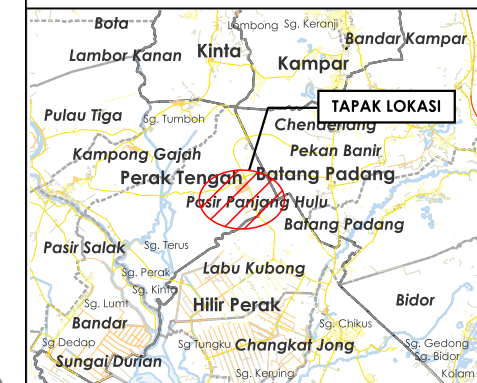 Bota
Lambor Kanan
Kinta
Sg. Keranji
Bandar Kampar
Kampar
TAPAK LOKASI
Pulau Tiga
Sg. Tumboh
Chenderiang
Kampong Gajah
Pekan Banir
Perak Tengah
Batang Padang
Pasir Panjang Hulu
Batang Padang
Pasir Salak
Sg. Terus
Sg. Perak
Labu Kubong
Sg. Kinta
Sg. Lumt
Hilir Perak
Bidor
Bandar
Sg. Chikus
Sg Dedap
Sg Tungku
Changkat Jong
Sg. Gedong
Sg. Bidor
Sungai Durian
Sg. Keruing
Kolam